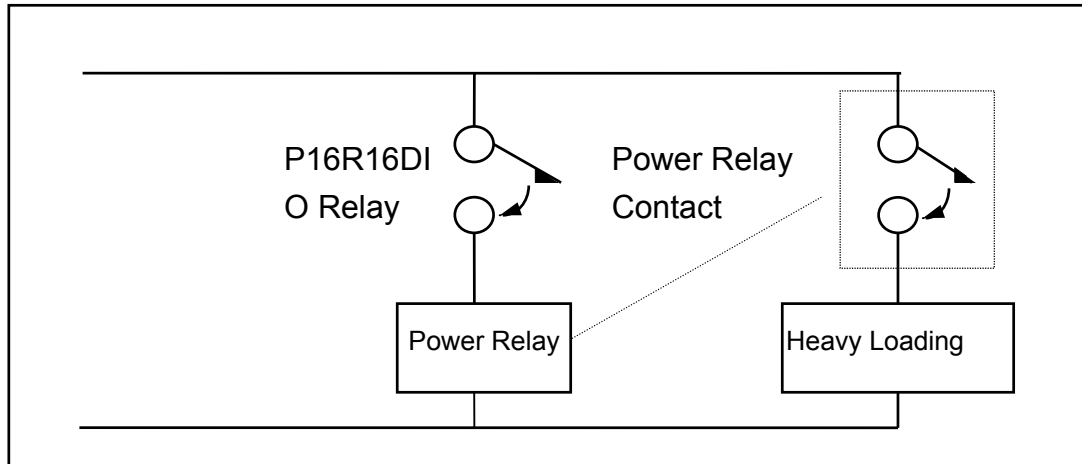 P16R16DI
O Relay
Power Relay
Contact
Power Relay
Heavy Loading